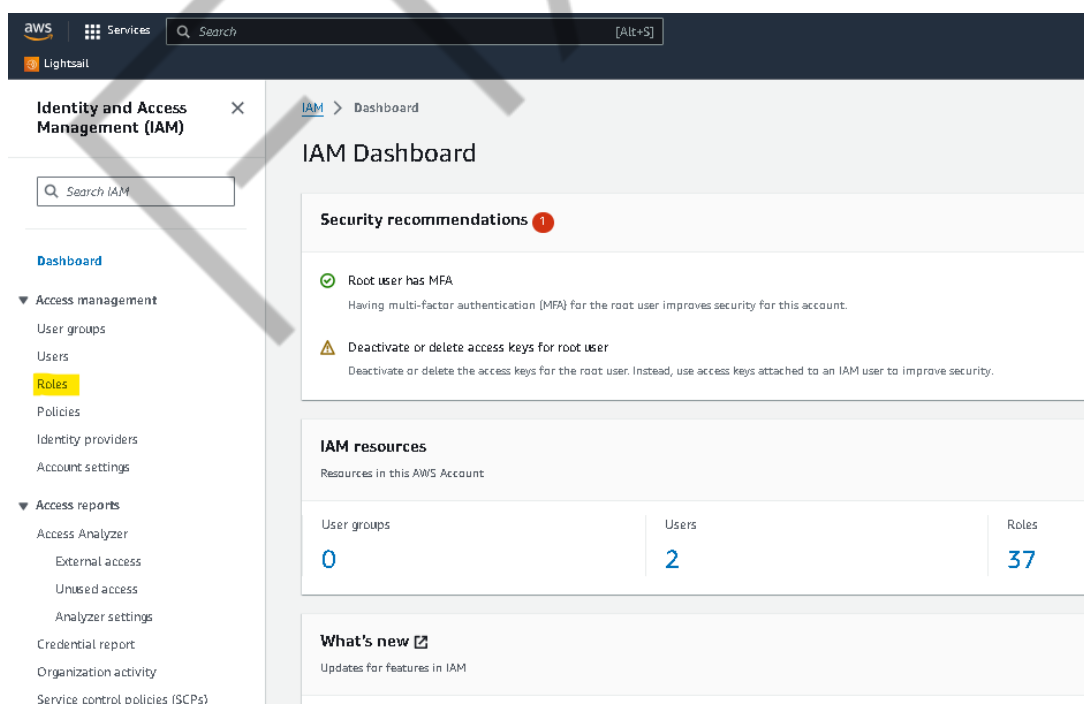 aws
Services
Search
[Alt+S]
Lightsail
Identity and Access
Management (IAM)
Search IAM
Dashboard
Access management
User groups
Users
Roles
Policies
Identity providers
Account settings
Access reports
Access Analyzer
External access
Unused access
Analyzer settings
Credential report
Organization activity
Service control policies (SCPs)
IAM > Dashboard
IAM Dashboard
Security recommendations 1
Root user has MFA
Having multi-factor authentication (MFA) for the root user improves security for this account.
Deactivate or delete access keys for root user
Deactivate or delete the access keys for the root user. Instead, use access keys attached to an IAM user to improve security.
IAM resources
Resources in this AWS Account
User groups
0
Users
2
Roles
37
What's new
Updates for features in IAM